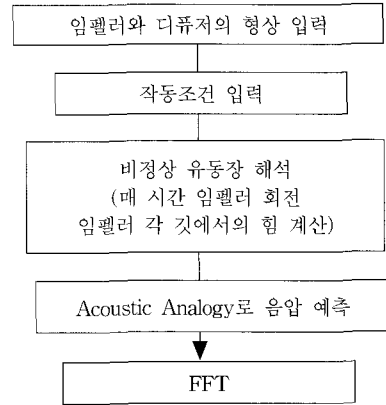 임펠러와 디퓨저의 형상 입력
작동조건 입력
비정상 유동장 해석
(매 시간 임펠러 회전
임펠러 각 깃에서의 힘 계산)
Acoustic Analogy로 음압 예측
FFT